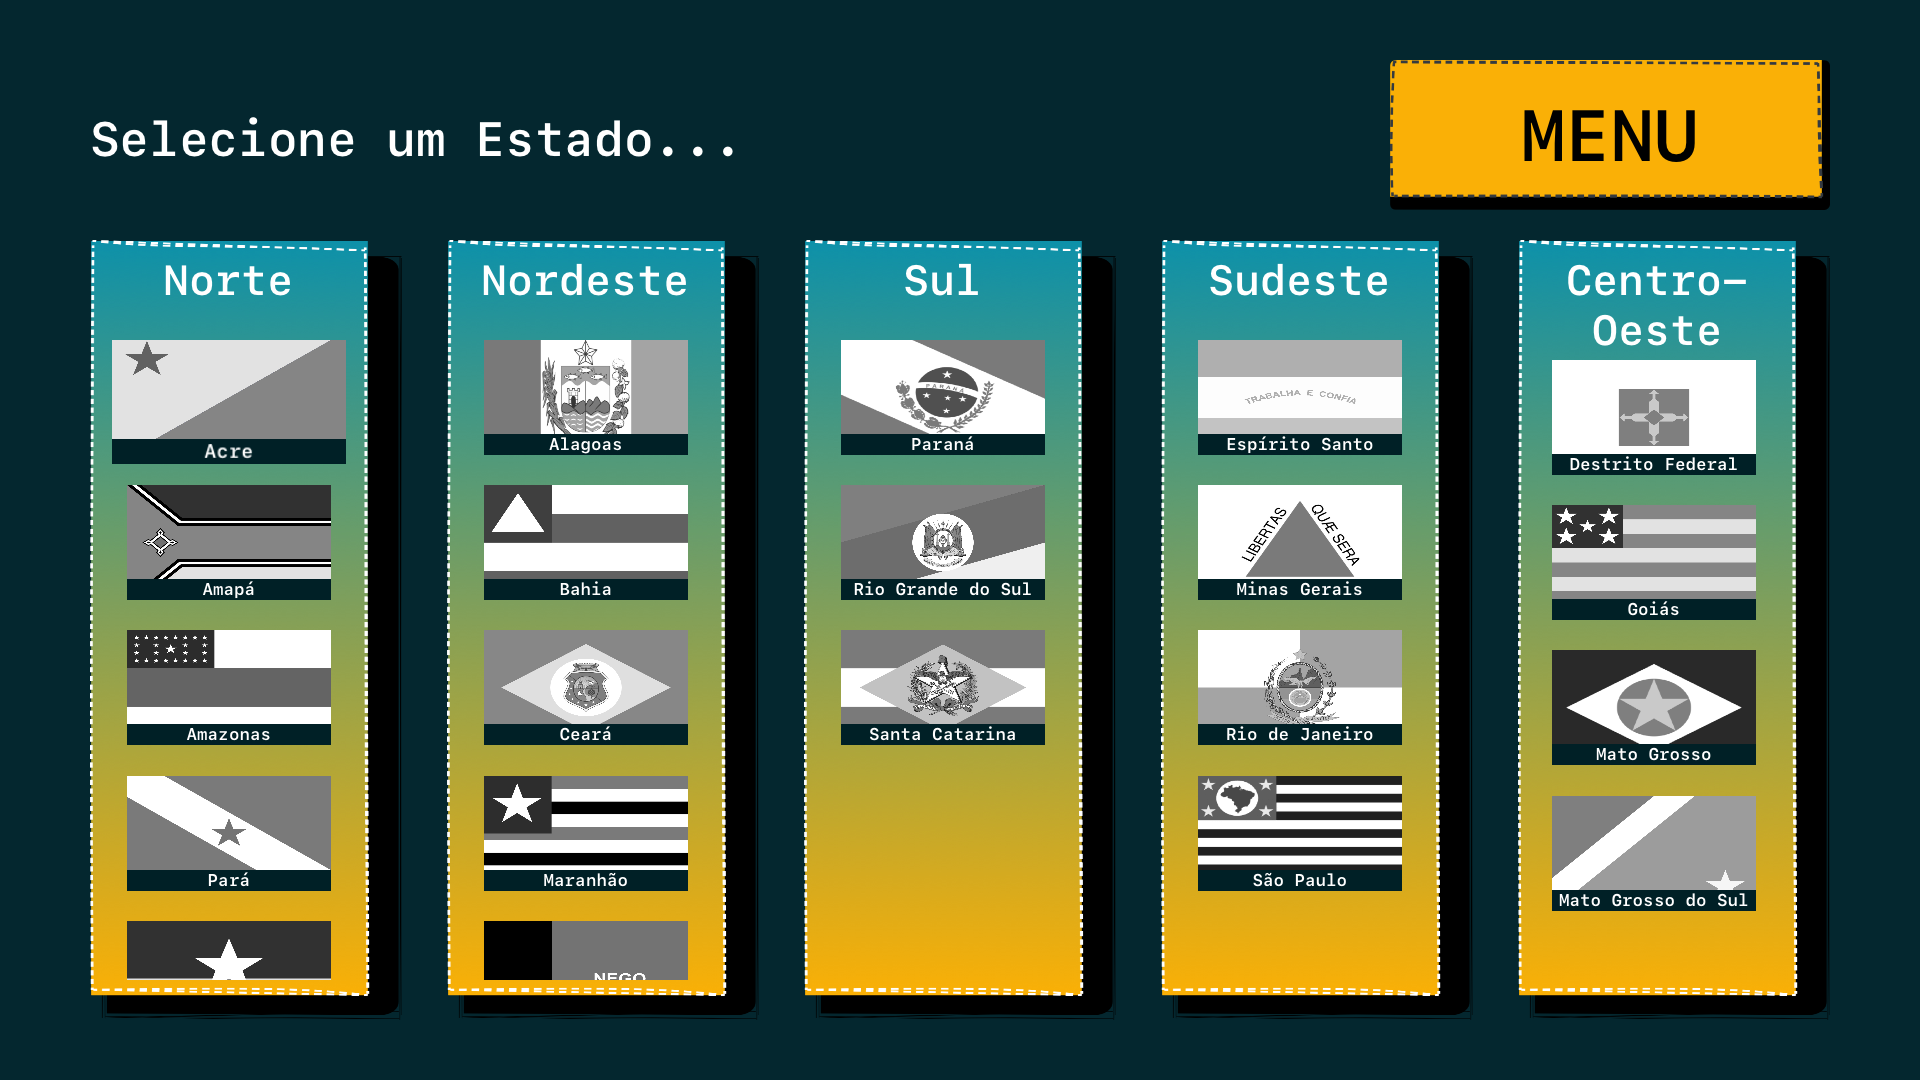 Selecione um Estado...
MENU
Norte
Acre
Amapá
Amazonas
Pará
Nordeste
Alagoas
Bahia
Ceará
Maranhão
NEGO
Sul
PARANÁ
Paraná
Rio Grande do Sul
Santa Catarina
Sudeste
TRABALHA E CONFIA
Espírito Santo
LIBERTAS
QUÆ SERA
Minas Gerais
Rio de Janeiro
São Paulo
Centro-
Oeste
Destrito Federal
Goiás
Mato Grosso
Mato Grosso do Sul